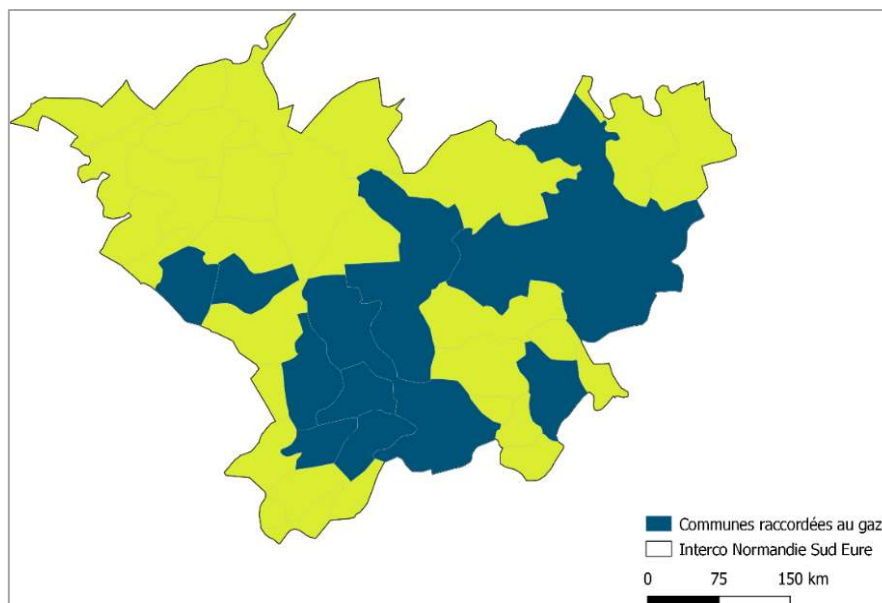 Communes raccordées au gaz
Interco Normandie Sud Eure
0 75 150 km